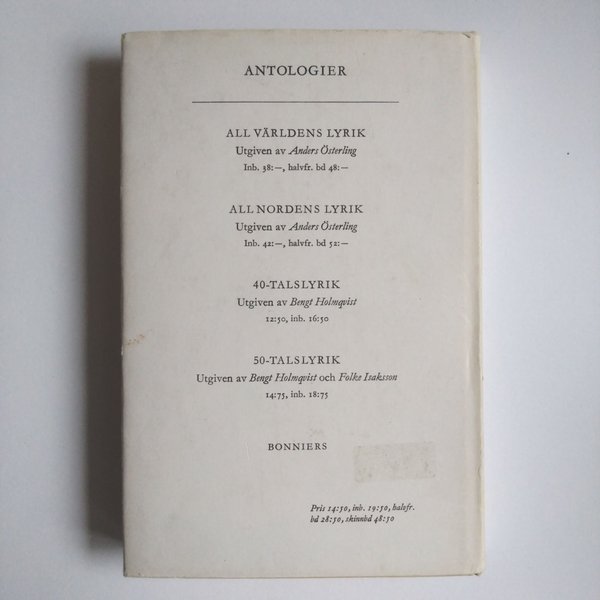 ANTOLOGIER
ALL VÄRLDENS LYRIK
Utgiven av Anders Österling
Inb. 38:—, halvfr. bd 48:—
ALL NORDENS LYRIK
Utgiven av Anders Österling
Inb. 42:—, halvfr. bd 52:—
40-TALSLYRIK
Utgiven av Bengt Holmqvist
12:50, inb. 16:50
50-TALSLYRIK
Utgiven av Bengt Holmqvist och Folke Isaksson
14:75, inb. 18:75
BONNIERS
Pris 14:50, inb. 19:50, halvfr.
bd 28:50, skinnbd 48:50